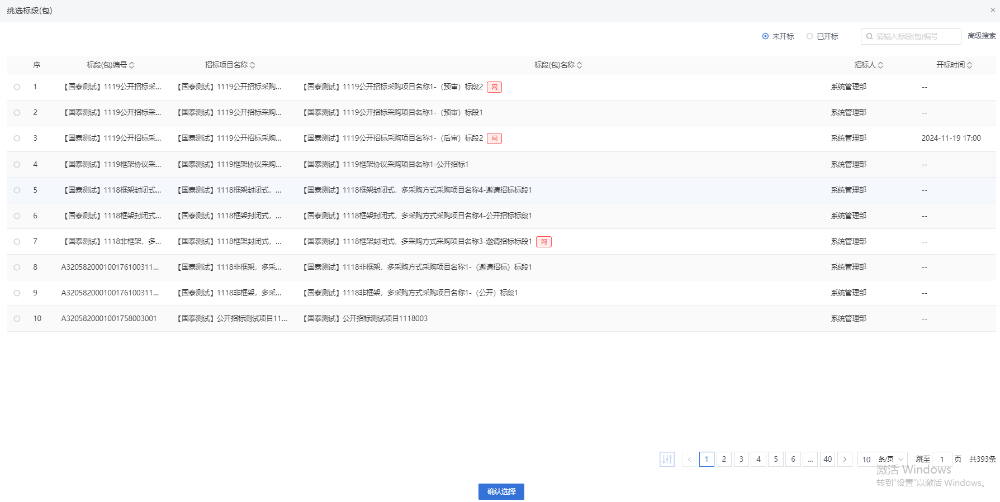 挑选标段(包)
未开标 已开标 请输入标段(包)编号 高级搜索
序 标段(包)编号 招标项目名称 标段(包)名称 招标人 开标时间
1 【国泰测试】1119公开招标采... 【国泰测试】1119公开招标采购... 【国泰测试】1119公开招标采购项目名称1-（预审）标段2 网 系统管理部 --
2 【国泰测试】1119公开招标采... 【国泰测试】1119公开招标采购... 【国泰测试】1119公开招标采购项目名称1-（预审）标段1 系统管理部 --
3 【国泰测试】1119公开招标采... 【国泰测试】1119公开招标采购... 【国泰测试】1119公开招标采购项目名称1-（后审）标段2 网 系统管理部 2024-11-19 17:00
4 【国泰测试】1119框架协议采... 【国泰测试】1119框架协议采购... 【国泰测试】1119框架协议采购项目名称1-公开招标1 系统管理部 --
5 【国泰测试】1118框架封闭式... 【国泰测试】1118框架封闭式，... 【国泰测试】1118框架封闭式，多采购方式采购项目名称4-邀请招标标段1 系统管理部 --
6 【国泰测试】1118框架封闭式... 【国泰测试】1118框架封闭式，... 【国泰测试】1118框架封闭式，多采购方式采购项目名称4-公开招标标段1 系统管理部 --
7 【国泰测试】1118非框架，多... 【国泰测试】1118框架封闭式，... 【国泰测试】1118框架封闭式，多采购方式采购项目名称3-邀请招标标段1 网 系统管理部 --
8 A320582000100176100311... 【国泰测试】1118非框架，多采... 【国泰测试】1118非框架，多采购方式采购项目名称1-（邀请招标）标段1 系统管理部 --
9 A320582000100176100311... 【国泰测试】1118非框架，多采... 【国泰测试】1118非框架，多采购方式采购项目名称1-（公开）标段1 系统管理部 --
10 A3205820001001758003001 【国泰测试】公开招标测试项目11... 【国泰测试】公开招标测试项目1118003 系统管理部 --
1 2 3 4 5 6 ... 40 10 条/页 跳至 1 页 共393条
激活 Windows
转到"设置"以激活 Windows。
确认选择